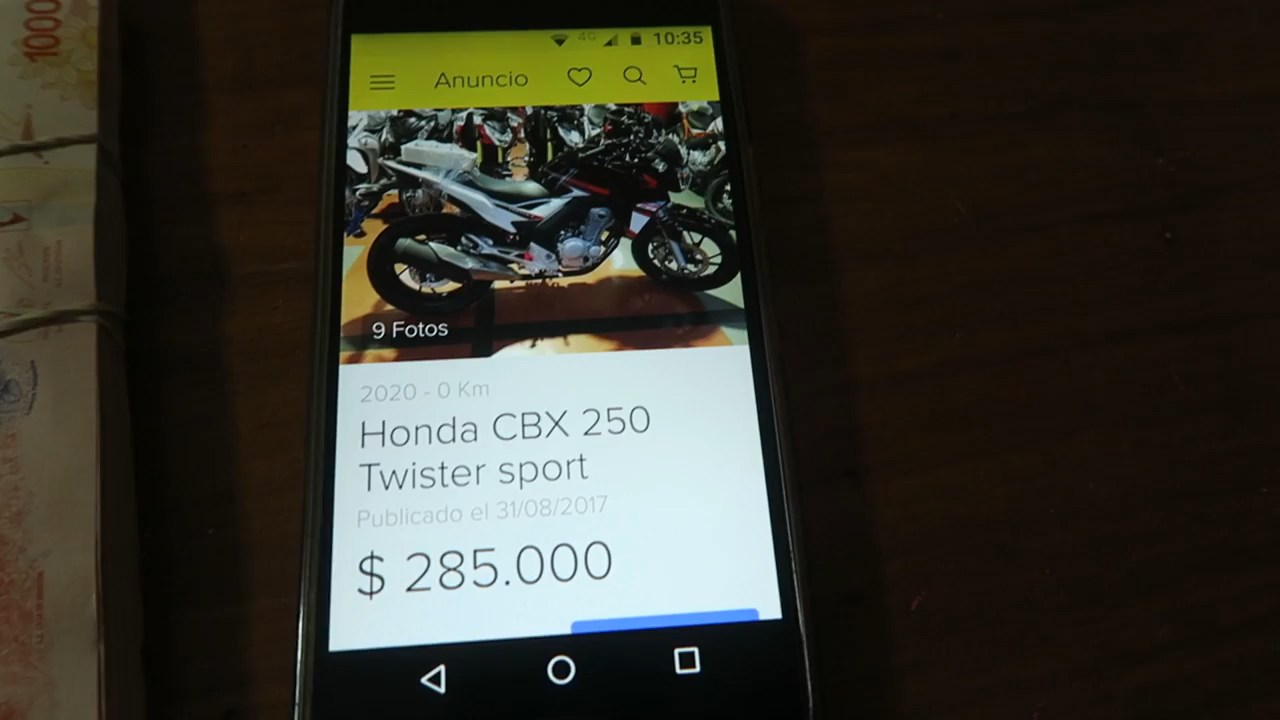 1000
4G 10:35
Anuncio
9 Fotos
2020 - 0 Km
Honda CBX 250
Twister sport
Publicado el 31/08/2017
$ 285.000